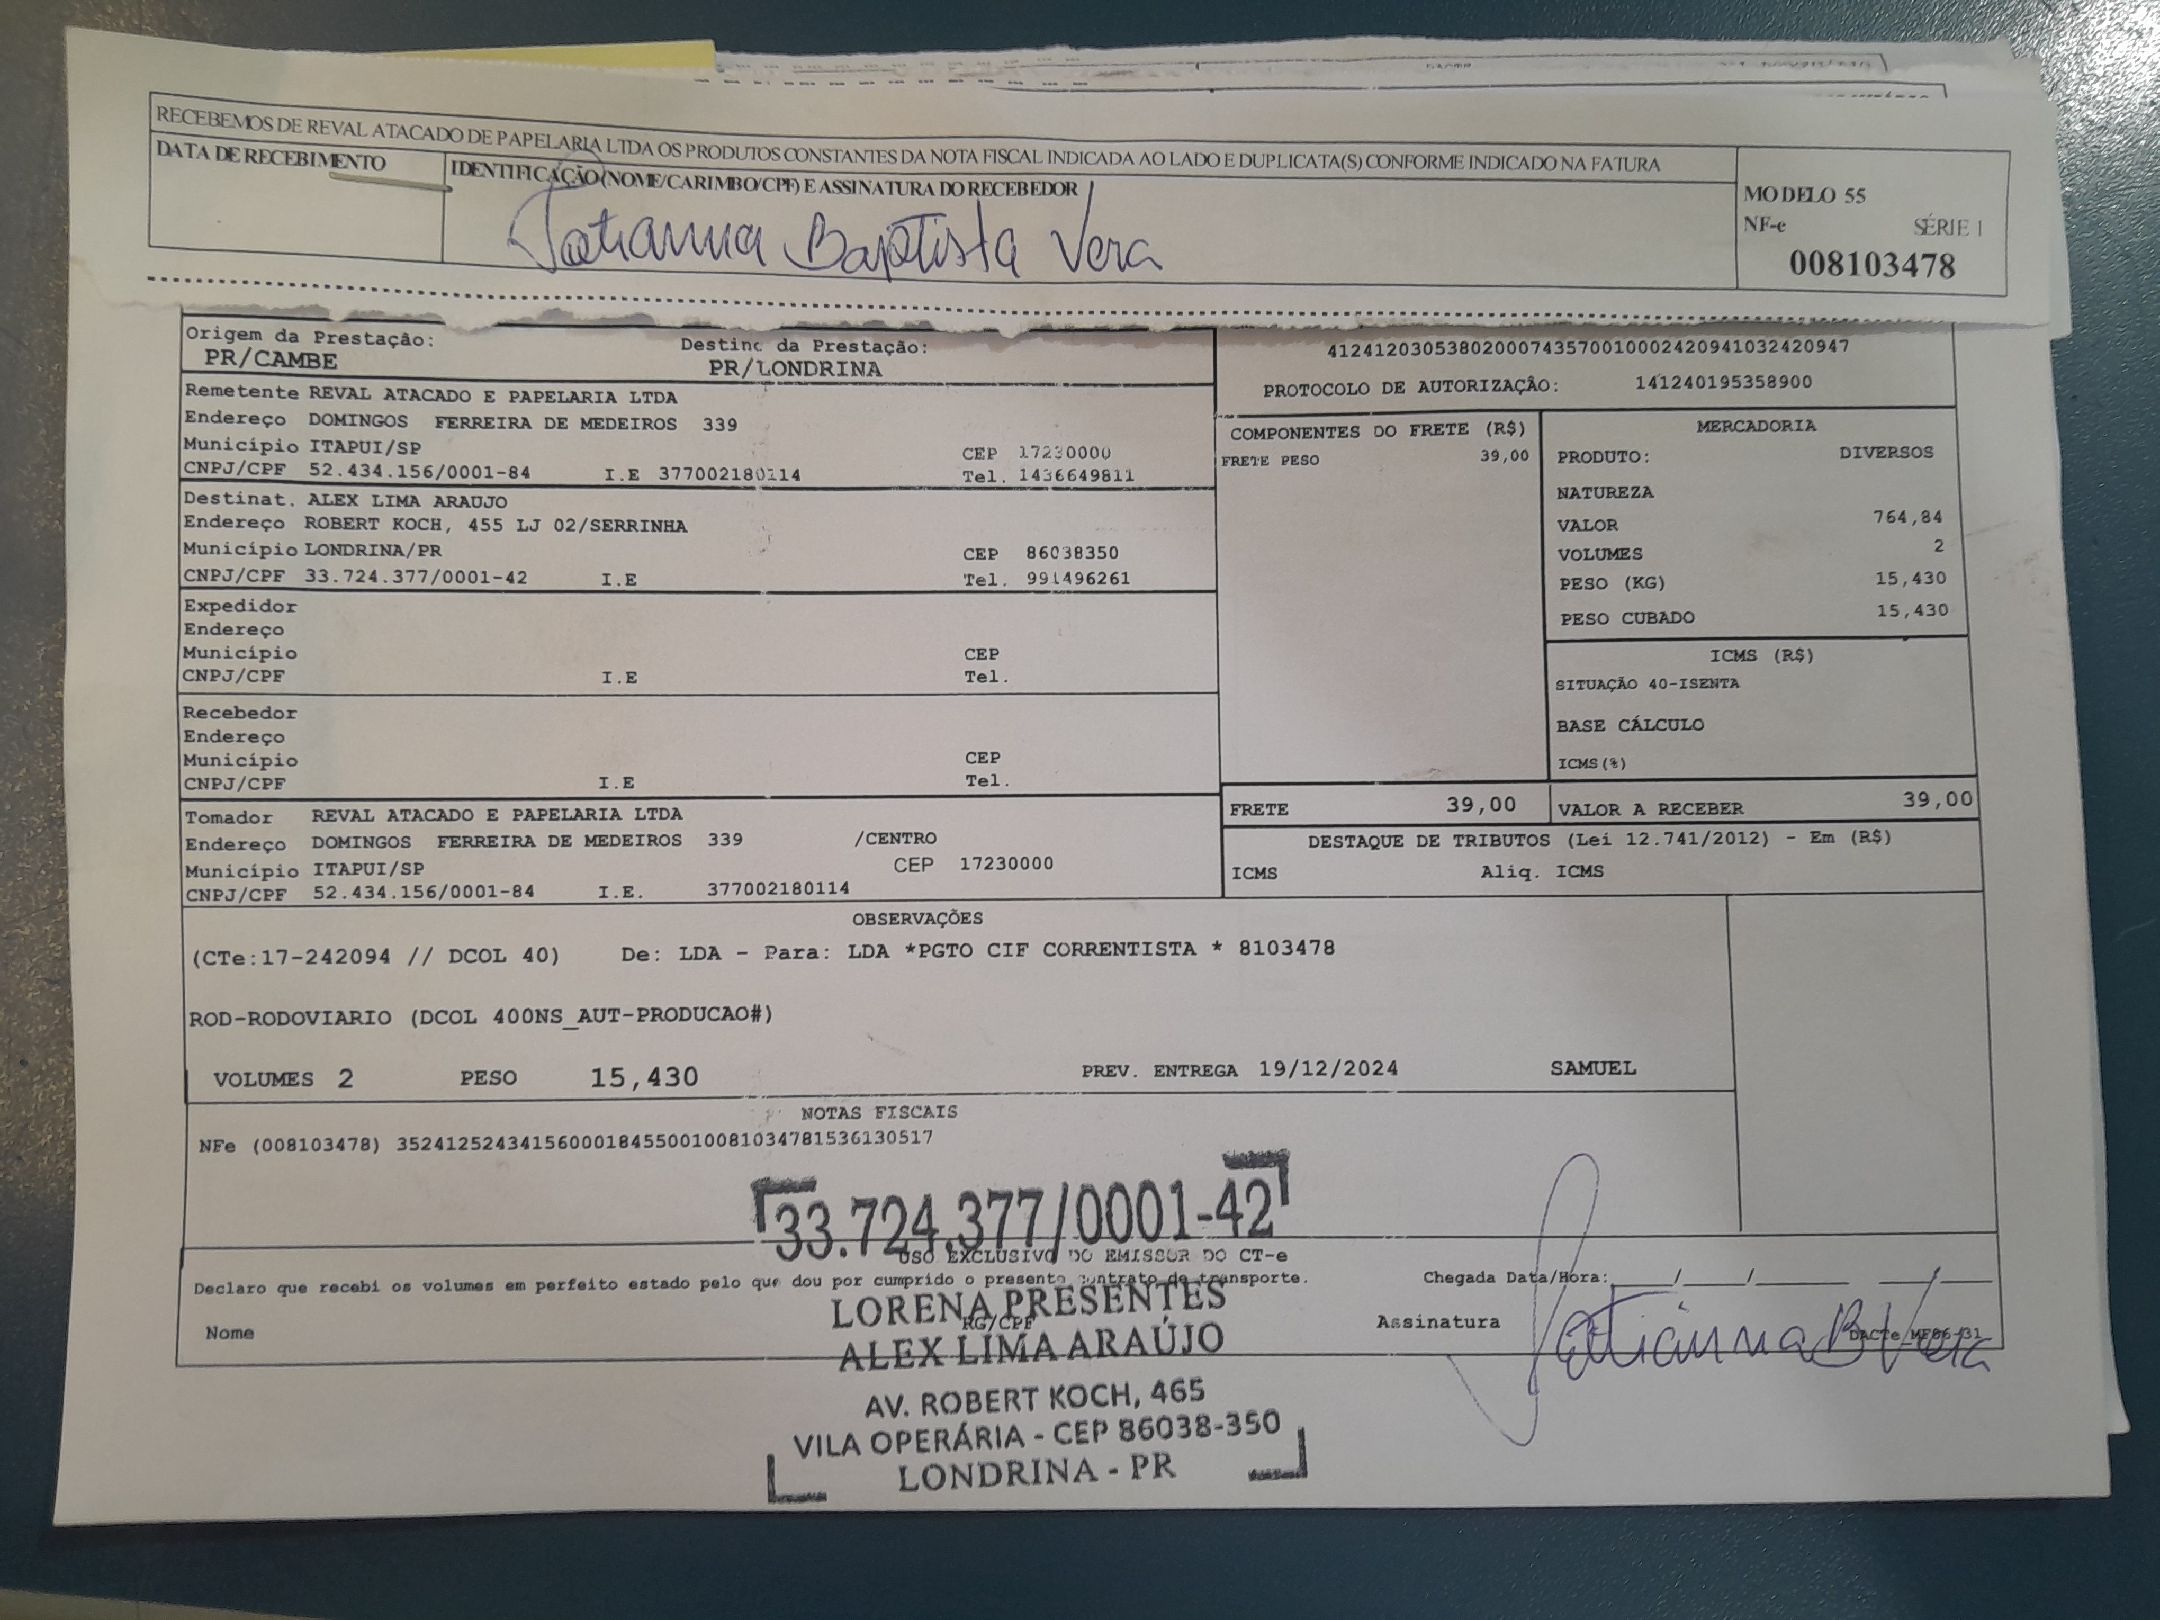 RECEBEMOS DE REVAL ATACADO DE PAPELARIA LTDA OS PRODUTOS CONSTANTES DA NOTA FISCAL INDICADA AO LADO E DUPLICATA(S) CONFORME INDICADO NA FATURA
DATA DE RECEBIMENTO
IDENTIFICAÇÃO (NOME/CARIMBO/CPF) E ASSINATURA DO RECEBEDOR
Tatianna Baptista Vera
MODELO 55
NF-e SÉRIE 1
008103478
Origem da Prestação: Destino da Prestação:
PR/CAMBE PR/LONDRINA
Remetente REVAL ATACADO E PAPELARIA LTDA
Endereço DOMINGOS FERREIRA DE MEDEIROS 339
Município ITAPUI/SP CEP 17230000
CNPJ/CPF 52.434.156/0001-84 I.E 377002180114 Tel. 1436649811
Destinat. ALEX LIMA ARAUJO
Endereço ROBERT KOCH, 455 LJ 02/SERRINHA
Município LONDRINA/PR CEP 86038350
CNPJ/CPF 33.724.377/0001-42 I.E Tel. 991496261
Expedidor
Endereço
Município CEP
CNPJ/CPF I.E Tel.
Recebedor
Endereço
Município CEP
CNPJ/CPF I.E Tel.
Tomador REVAL ATACADO E PAPELARIA LTDA
Endereço DOMINGOS FERREIRA DE MEDEIROS 339 /CENTRO
Município ITAPUI/SP CEP 17230000
CNPJ/CPF 52.434.156/0001-84 I.E. 377002180114
41241203053802000743570010002420941032420947
PROTOCOLO DE AUTORIZAÇÃO: 141240195358900
COMPONENTES DO FRETE (R$)
FRETE PESO 39,00
MERCADORIA
PRODUTO: DIVERSOS
NATUREZA
VALOR 764,84
VOLUMES 2
PESO (KG) 15,430
PESO CUBADO 15,430
ICMS (R$)
SITUAÇÃO 40-ISENTA
BASE CÁLCULO
ICMS(%)
FRETE 39,00 VALOR A RECEBER 39,00
DESTAQUE DE TRIBUTOS (Lei 12.741/2012) - Em (R$)
ICMS Aliq. ICMS
OBSERVAÇÕES
(CTe:17-242094 // DCOL 40) De: LDA - Para: LDA *PGTO CIF CORRENTISTA * 8103478
ROD-RODOVIARIO (DCOL 400NS_AUT-PRODUCAO#)
VOLUMES 2 PESO 15,430 PREV. ENTREGA 19/12/2024 SAMUEL
NOTAS FISCAIS
NFe (008103478) 35241252434156000184550010081034781536130517
33.724.377/0001-42
USO EXCLUSIVO DO EMISSOR DO CT-e
Declaro que recebi os volumes em perfeito estado pelo que dou por cumprido o presente contrato de transporte. Chegada Data/Hora: ____/____/____ ___/___
LORENA PRESENTES
Nome RG/CPF Assinatura Tatianna B Vera
DACTe MF86-31
ALEX LIMA ARAÚJO
AV. ROBERT KOCH, 465
VILA OPERÁRIA - CEP 86038-350
LONDRINA - PR